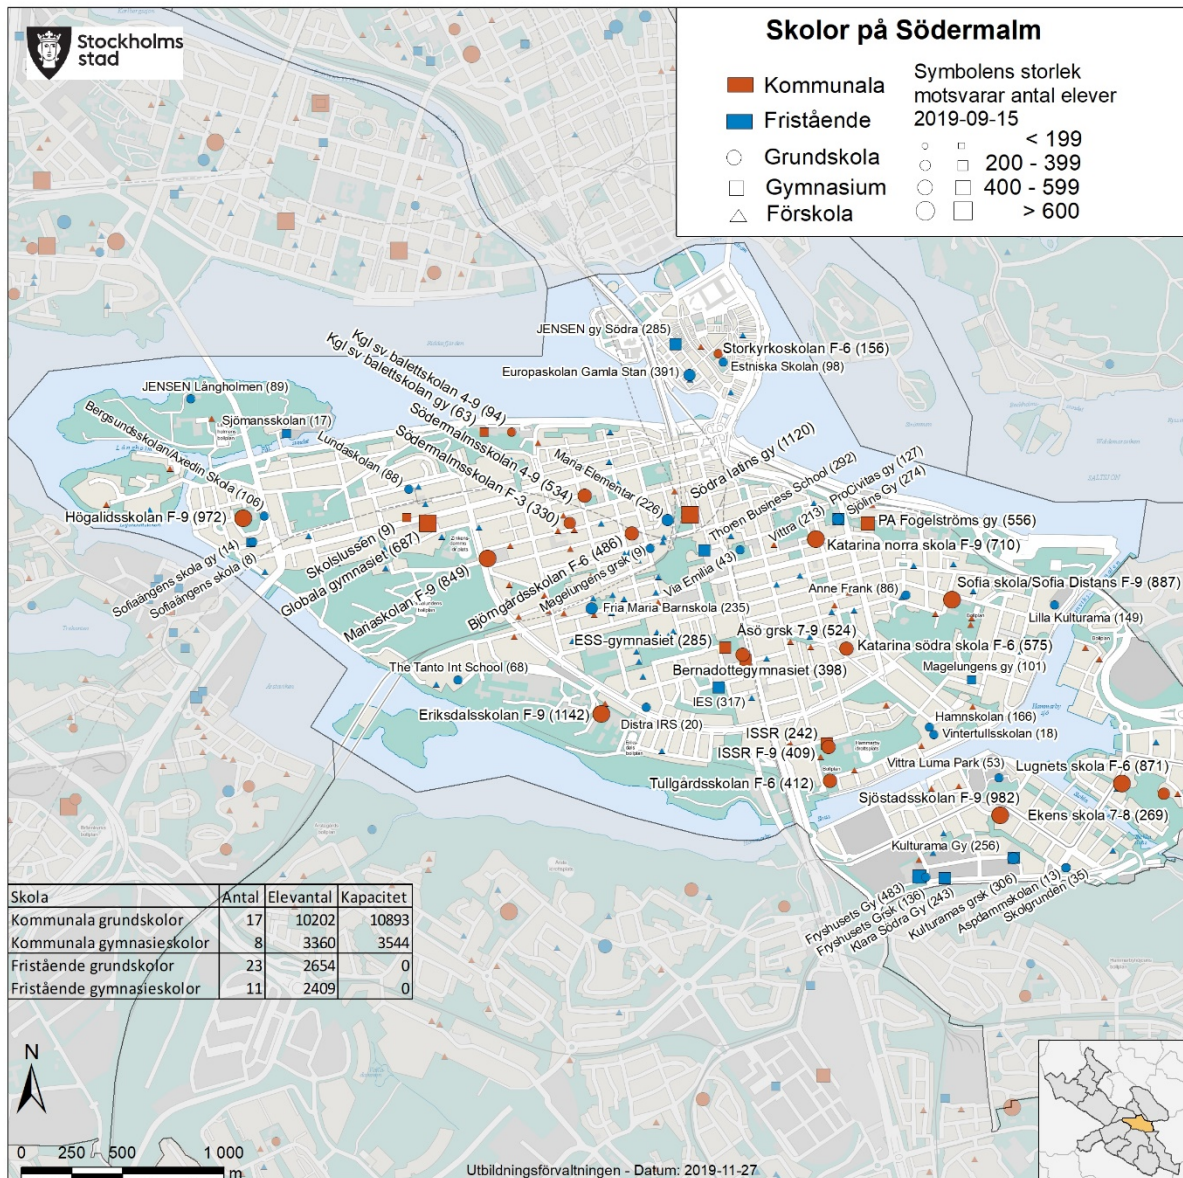 Stockholms
stad
Skolor på Södermalm
Kommunala
Fristående
Grundskola
Gymnasium
Förskola
Symbolens storlek
motsvarar antal elever
2019-09-15
< 199
200 - 399
400 - 599
> 600
JENSEN gy Södra (285)
Storkyrkoskolan F-6 (156)
Estniska Skolan (98)
Europaskolan Gamla Stan (391)
Kgl sv balettskolan 4-9 (94)
Kgl sv balettskolan gy (63)
JENSEN Långholmen (89)
Sjömansskolan (17)
Bergsundsskolan/Axedin Skola (106)
Lundaskolan (88)
Södermalmsskolan 4-9 (534)
Södermalmsskolan F-3 (330)
Maria Elementar (226)
Södra latins gy (1120)
Thoren Business School (292)
ProCivitas gy (127)
Sjölins Gy (274)
Vittra (213)
PA Fogelströms gy (556)
Katarina norra skola F-9 (710)
Högalidsskolan F-9 (972)
Sofiaängens skola gy (14)
Sofiaängens skola (8)
Skolslussen (9)
Globala gymnasiet (687)
Mariaskolan F-9 (849)
Björngårdsskolan F-6 (486)
Magelungens grsk (9)
Via Emilia (43)
Anne Frank (86)
Sofia skola/Sofia Distans F-9 (887)
Lilla Kulturama (149)
Fria Maria Barnskola (235)
ESS-gymnasiet (285)
Åsö grsk 7-9 (524)
Katarina södra skola F-6 (575)
Bernadottegymnasiet (398)
Magelungens gy (101)
The Tanto Int School (68)
IES (317)
Eriksdalsskolan F-9 (1142)
Distra IRS (20)
Hamnskolan (166)
Vintertullsskolan (18)
ISSR (242)
ISSR F-9 (409)
Tullgårdsskolan F-6 (412)
Vittra Luma Park (53)
Lugnets skola F-6 (871)
Sjöstadsskolan F-9 (982)
Ekens skola 7-8 (269)
Kulturama Gy (256)
Fryshusets Gy (483)
Fryshusets Grsk (136)
Klara Södra Gy (243)
Kulturamas grsk (306)
Aspdammskolan (13)
Skolgrunden (35)
Skola Antal Elevantal Kapacitet
Kommunala grundskolor 17 10202 10893
Kommunala gymnasieskolor 8 3360 3544
Fristående grundskolor 23 2654 0
Fristående gymnasieskolor 11 2409 0
N
0 250 500 1 000
m
Utbildningsförvaltningen - Datum: 2019-11-27